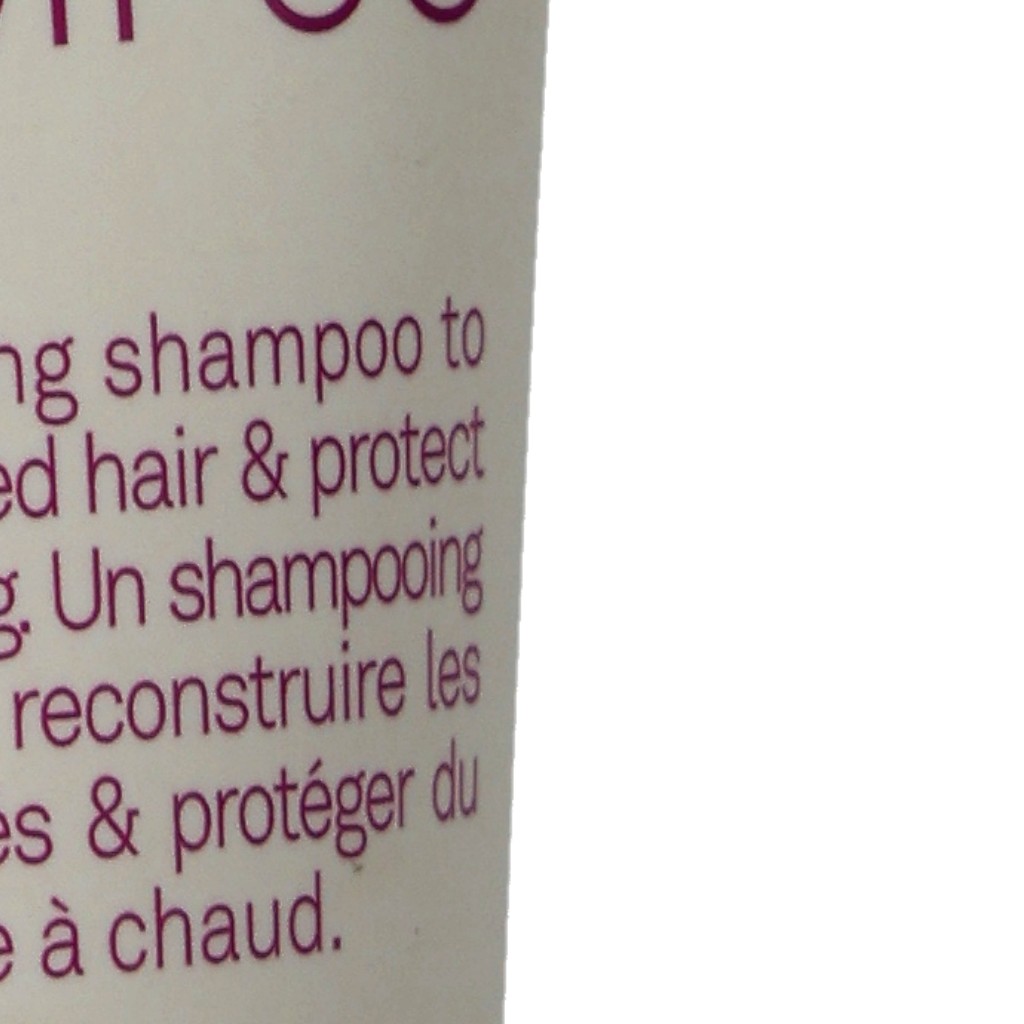 ng shampoo to
ed hair & protect
g. Un shampooing
reconstruire les
es & protéger du
e à chaud.